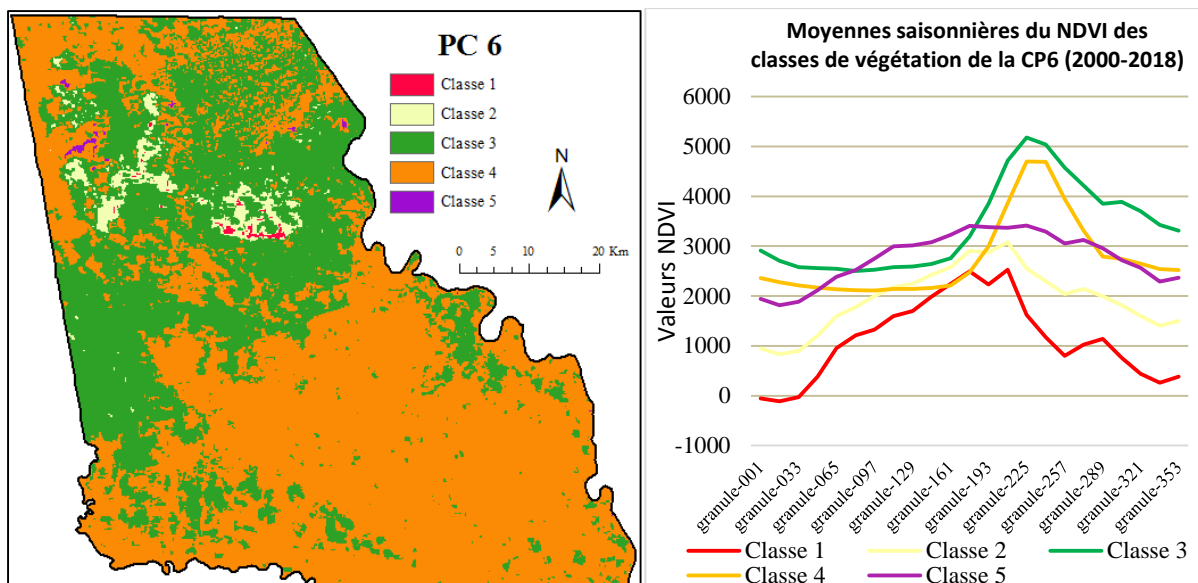 PC 6
Classe 1
Classe 2
Classe 3
Classe 4
Classe 5
N
0 10 20 Km
Moyennes saisonnières du NDVI des
classes de végétation de la CP6 (2000-2018)
Valeurs NDVI
6000
5000
4000
3000
2000
1000
0
-1000
granule-001
granule-033
granule-065
granule-097
granule-129
granule-161
granule-193
granule-225
granule-257
granule-289
granule-321
granule-353
Classe 1 Classe 2 Classe 3
Classe 4 Classe 5